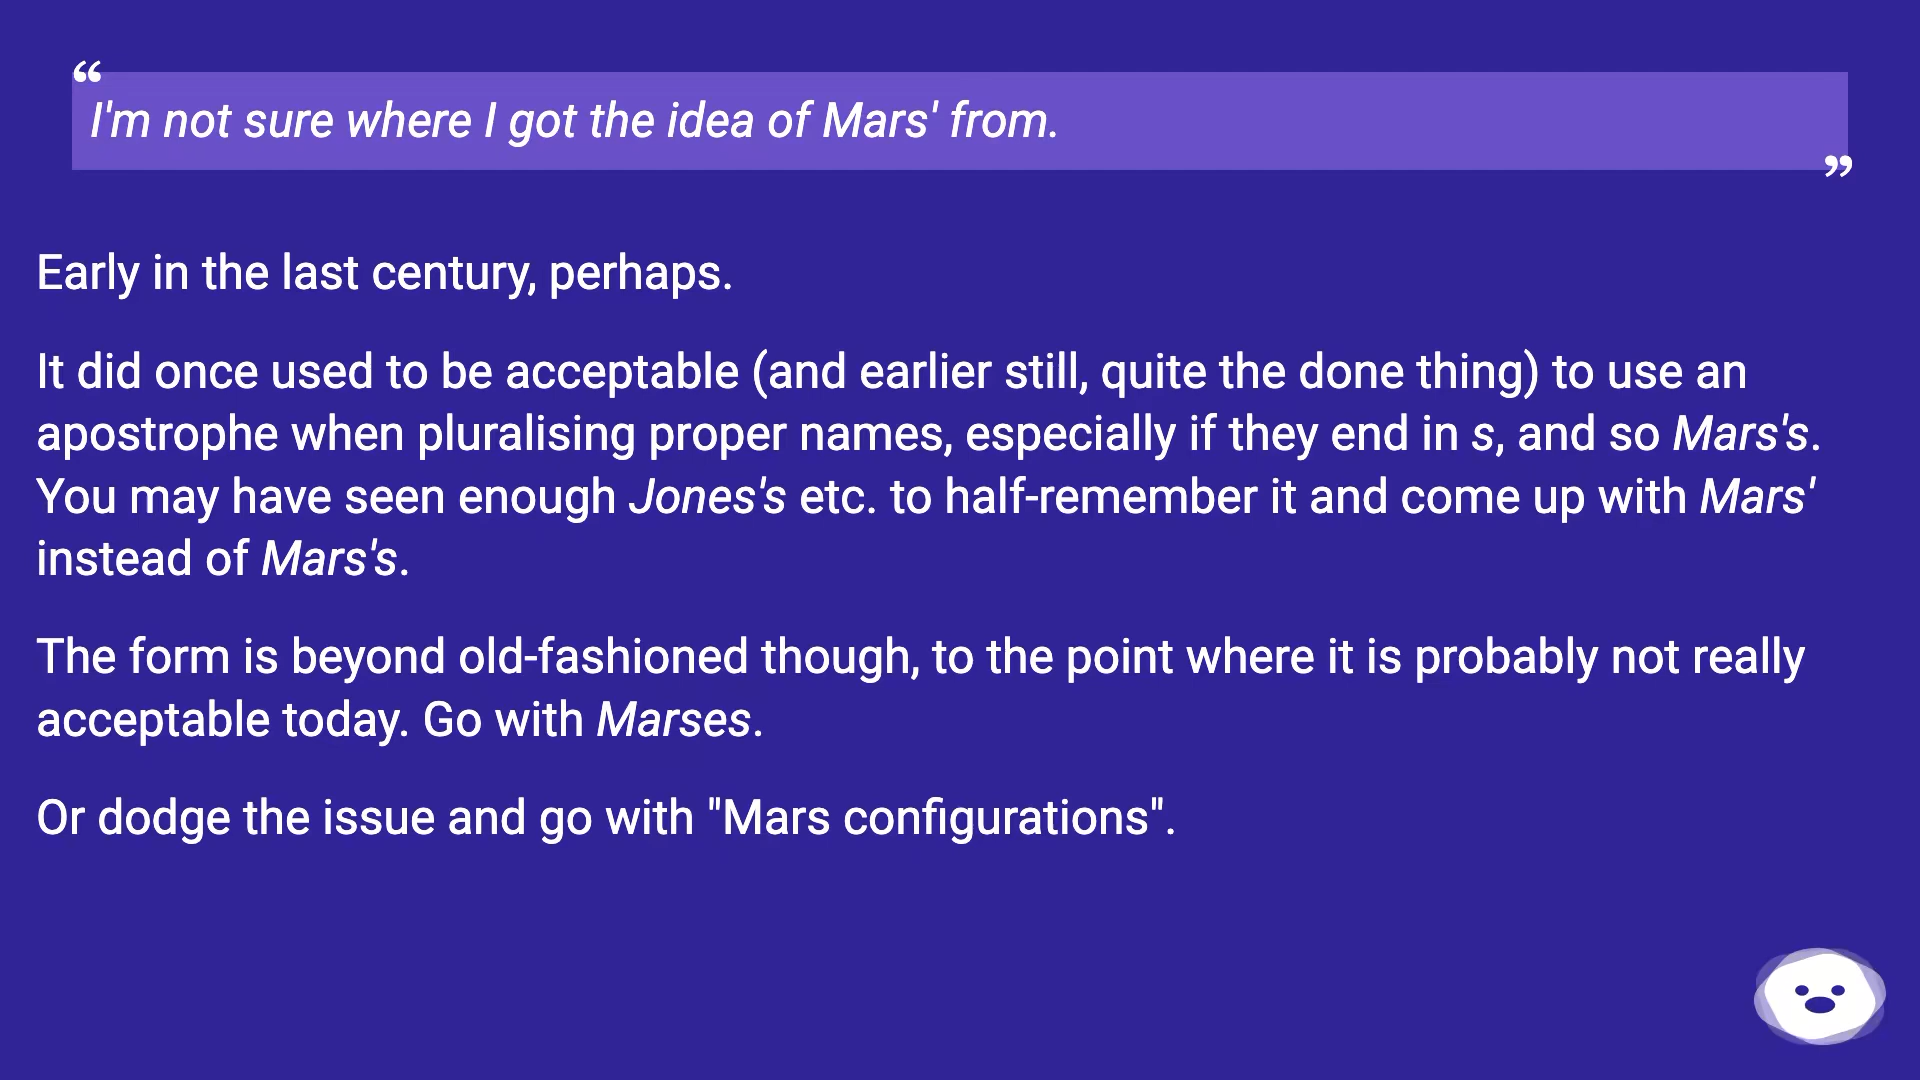 “
I'm not sure where I got the idea of Mars' from.
”
Early in the last century, perhaps.
It did once used to be acceptable (and earlier still, quite the done thing) to use an
apostrophe when pluralising proper names, especially if they end in s, and so Mars's.
You may have seen enough Jones's etc. to half-remember it and come up with Mars'
instead of Mars's.
The form is beyond old-fashioned though, to the point where it is probably not really
acceptable today. Go with Marses.
Or dodge the issue and go with "Mars configurations".